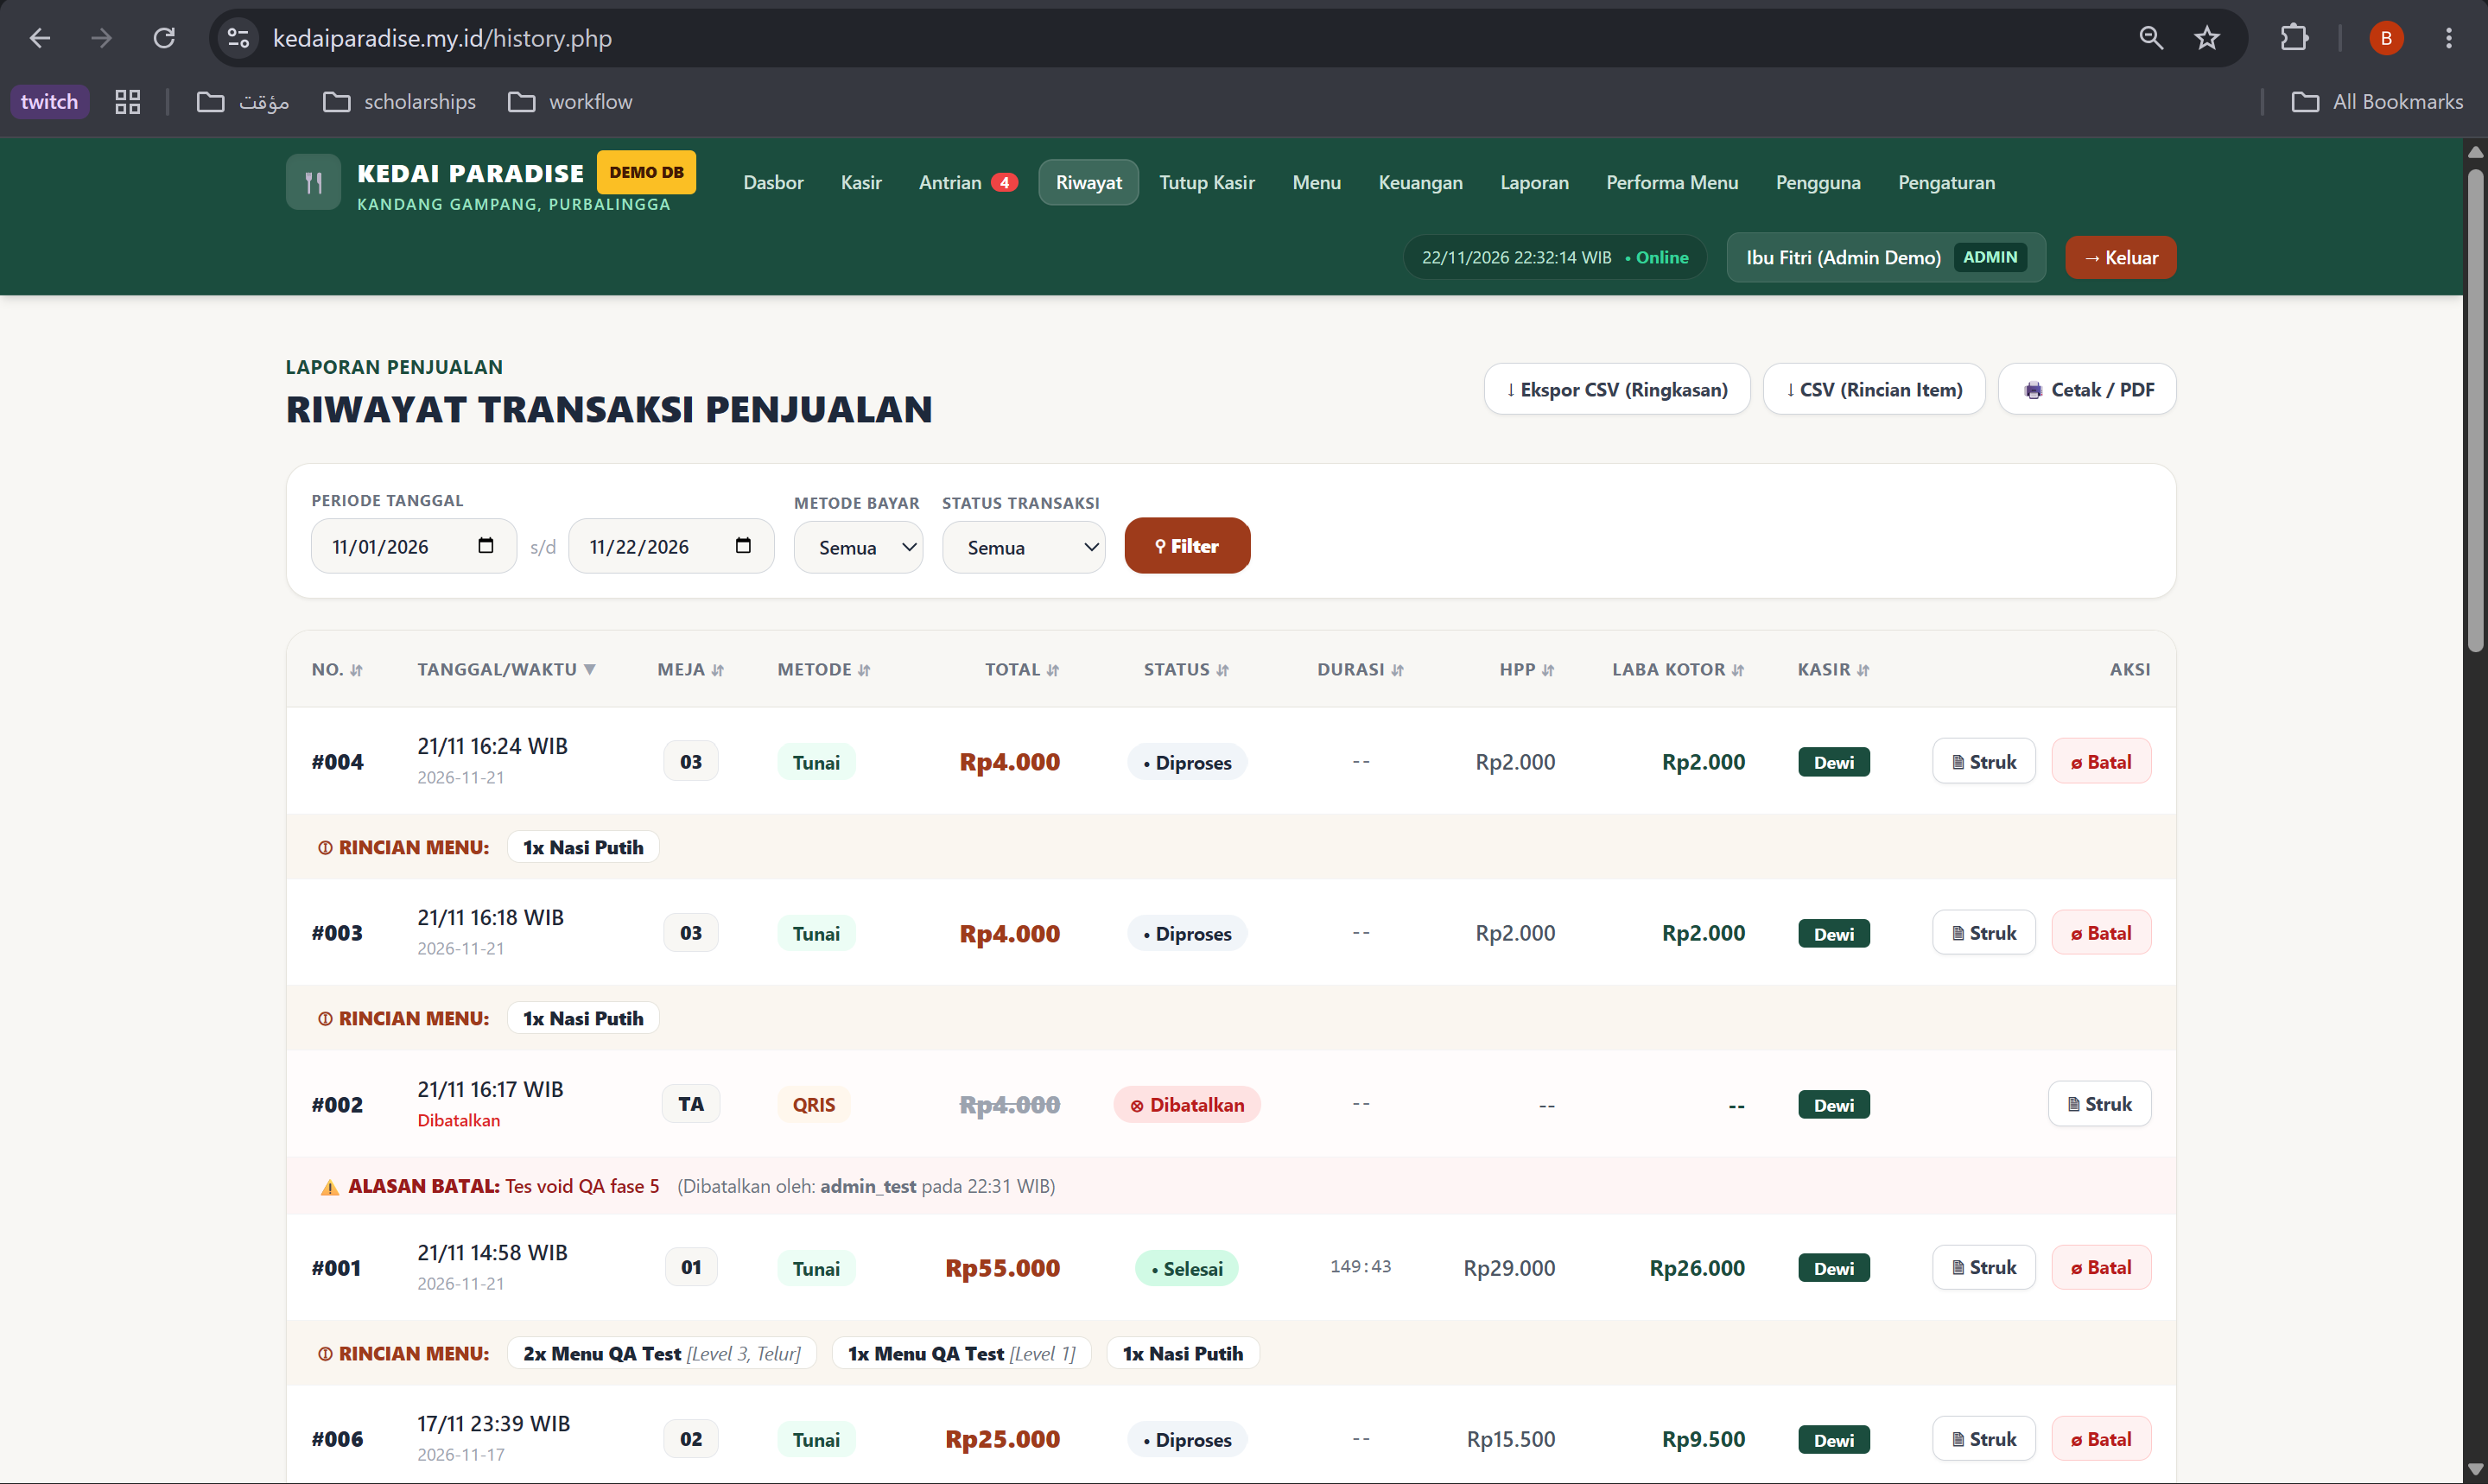 kedaiparadise.my.id/history.php
B
twitch
مؤقت
scholarships
workflow
All Bookmarks
KEDAI PARADISE DEMO DB
KANDANG GAMPANG, PURBALINGGA
Dasbor Kasir Antrian 4 Riwayat Tutup Kasir Menu Keuangan Laporan Performa Menu Pengguna Pengaturan
22/11/2026 22:32:14 WIB • Online
Ibu Fitri (Admin Demo) ADMIN
→ Keluar
LAPORAN PENJUALAN
RIWAYAT TRANSAKSI PENJUALAN
↓ Ekspor CSV (Ringkasan) ↓ CSV (Rincian Item) Cetak / PDF
PERIODE TANGGAL METODE BAYAR STATUS TRANSAKSI
11/01/2026 s/d 11/22/2026 Semua Semua Filter
NO. TANGGAL/WAKTU ▼ MEJA METODE TOTAL STATUS DURASI HPP LABA KOTOR KASIR AKSI
#004 21/11 16:24 WIB 03 Tunai Rp4.000 • Diproses -- Rp2.000 Rp2.000 Dewi Struk Batal
2026-11-21
RINCIAN MENU: 1x Nasi Putih
#003 21/11 16:18 WIB 03 Tunai Rp4.000 • Diproses -- Rp2.000 Rp2.000 Dewi Struk Batal
2026-11-21
RINCIAN MENU: 1x Nasi Putih
#002 21/11 16:17 WIB TA QRIS Rp4.000 Dibatalkan -- -- -- Dewi Struk
Dibatalkan
ALASAN BATAL: Tes void QA fase 5 (Dibatalkan oleh: admin_test pada 22:31 WIB)
#001 21/11 14:58 WIB 01 Tunai Rp55.000 • Selesai 149:43 Rp29.000 Rp26.000 Dewi Struk Batal
2026-11-21
RINCIAN MENU: 2x Menu QA Test [Level 3, Telur] 1x Menu QA Test [Level 1] 1x Nasi Putih
#006 17/11 23:39 WIB 02 Tunai Rp25.000 • Diproses -- Rp15.500 Rp9.500 Dewi Struk Batal
2026-11-17